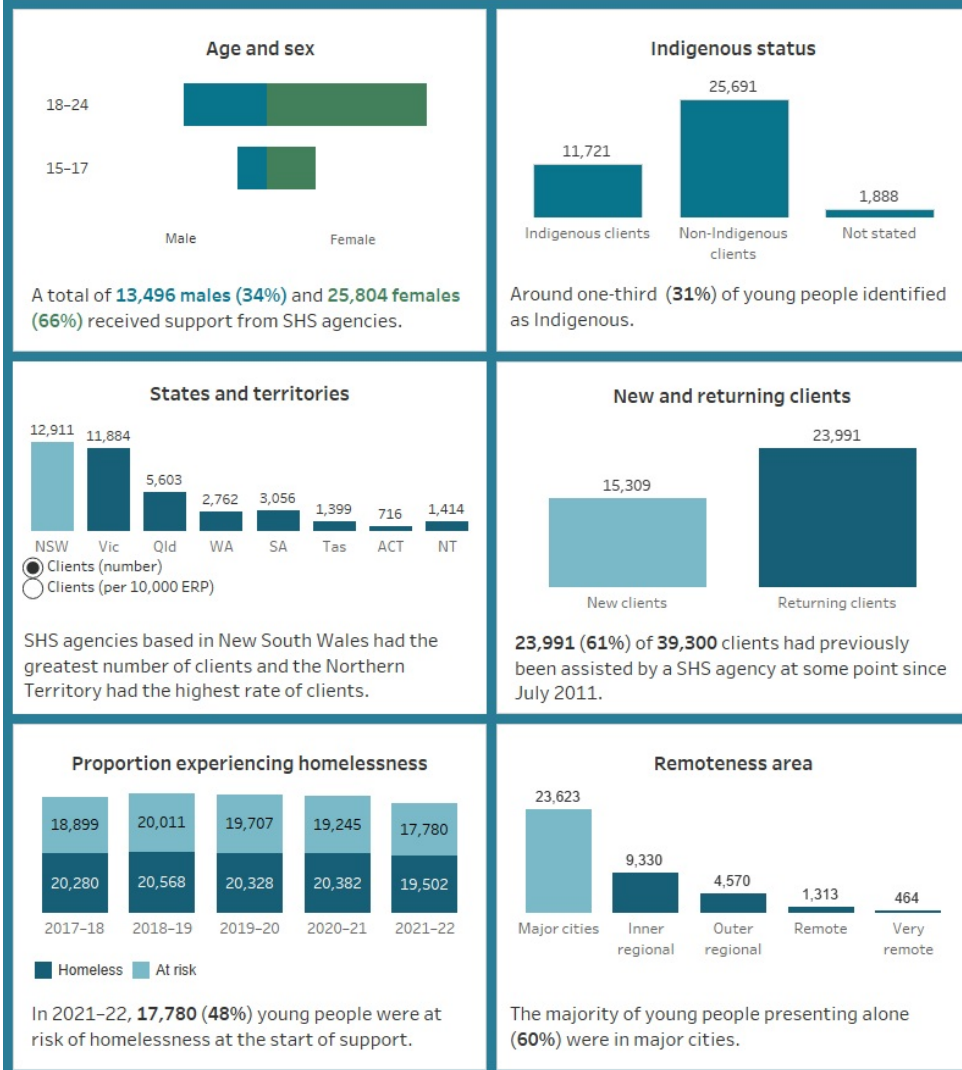 Age and sex
18–24
15–17
Male Female
A total of 13,496 males (34%) and 25,804 females
(66%) received support from SHS agencies.
Indigenous status
25,691
11,721
1,888
Indigenous clients Non-Indigenous Not stated
clients
Around one-third (31%) of young people identified
as Indigenous.
States and territories
12,911 11,884
5,603
2,762 3,056
1,399 716 1,414
NSW Vic Qld WA SA Tas ACT NT
Clients (number)
Clients (per 10,000 ERP)
SHS agencies based in New South Wales had the
greatest number of clients and the Northern
Territory had the highest rate of clients.
New and returning clients
23,991
15,309
New clients Returning clients
23,991 (61%) of 39,300 clients had previously
been assisted by a SHS agency at some point since
July 2011.
Proportion experiencing homelessness
18,899 20,011 19,707 19,245 17,780
20,280 20,568 20,328 20,382 19,502
2017–18 2018–19 2019–20 2020–21 2021–22
Homeless At risk
In 2021–22, 17,780 (48%) young people were at
risk of homelessness at the start of support.
Remoteness area
23,623
9,330
4,570
1,313
464
Major cities Inner Outer Remote Very
regional regional remote
The majority of young people presenting alone
(60%) were in major cities.